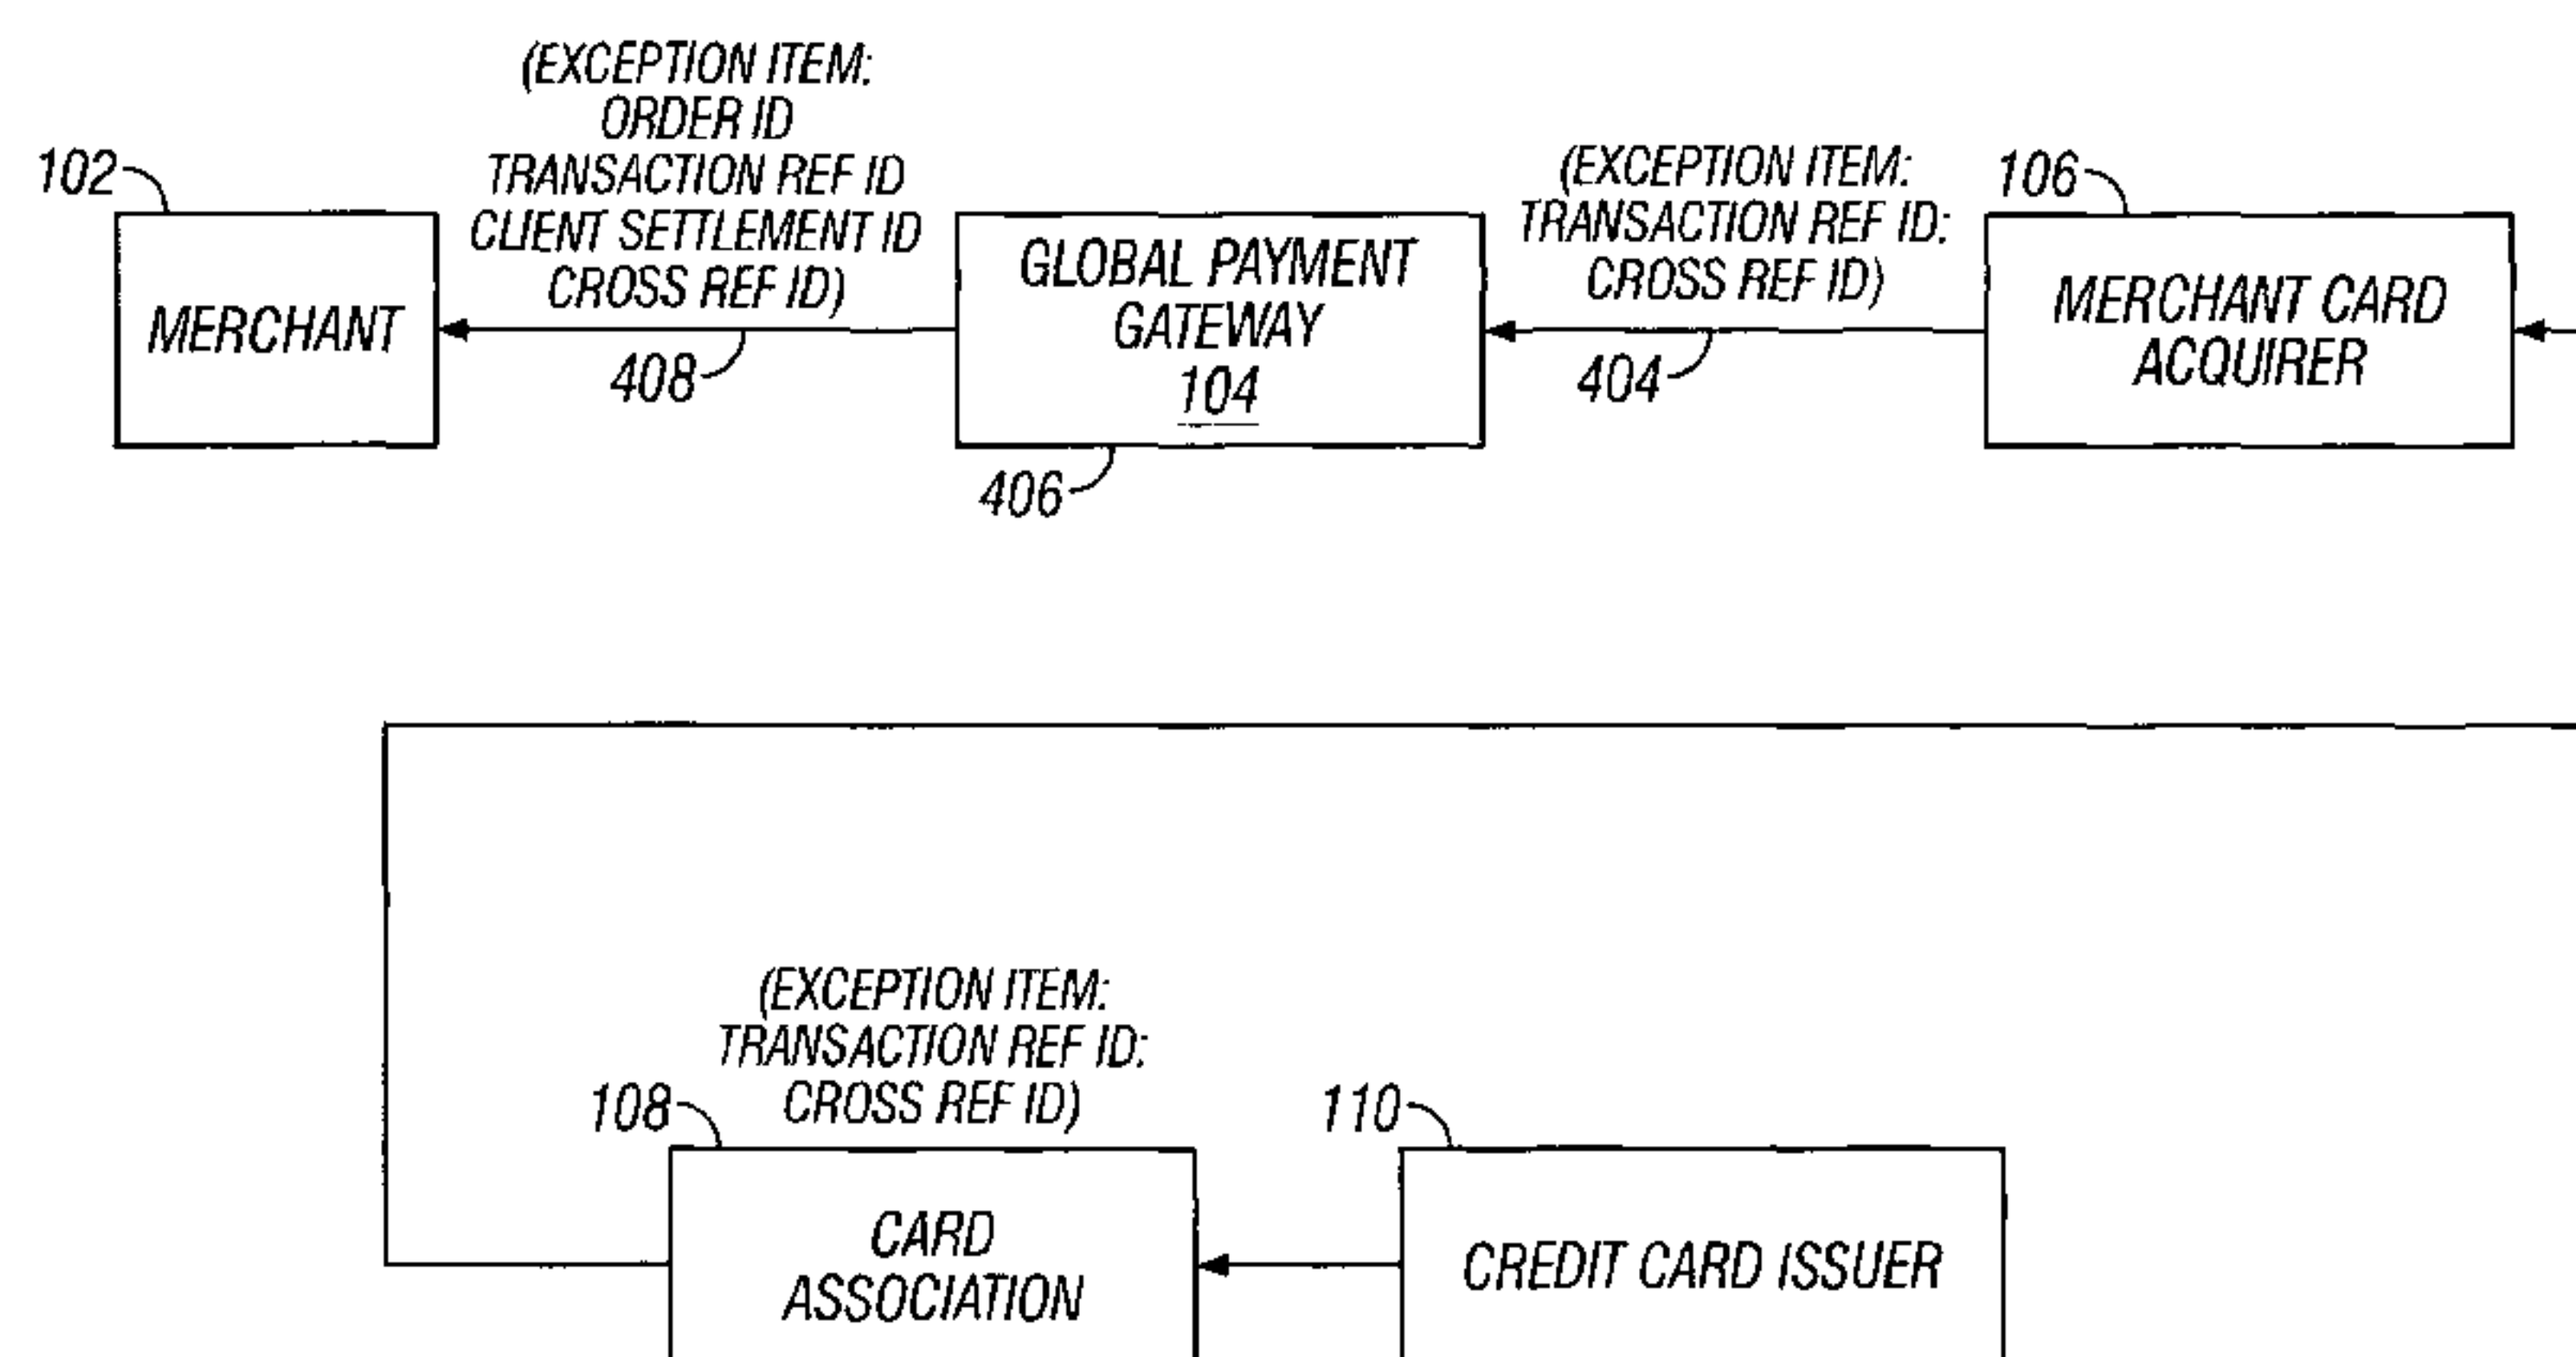 (EXCEPTION ITEM:
ORDER ID
TRANSACTION REF ID
CLIENT SETTLEMENT ID
CROSS REF ID)
102
MERCHANT
408
GLOBAL PAYMENT
GATEWAY
104
406
(EXCEPTION ITEM:
TRANSACTION REF ID:
CROSS REF ID)
404
106
MERCHANT CARD
ACQUIRER
(EXCEPTION ITEM:
TRANSACTION REF ID:
CROSS REF ID)
108
CARD
ASSOCIATION
110
CREDIT CARD ISSUER